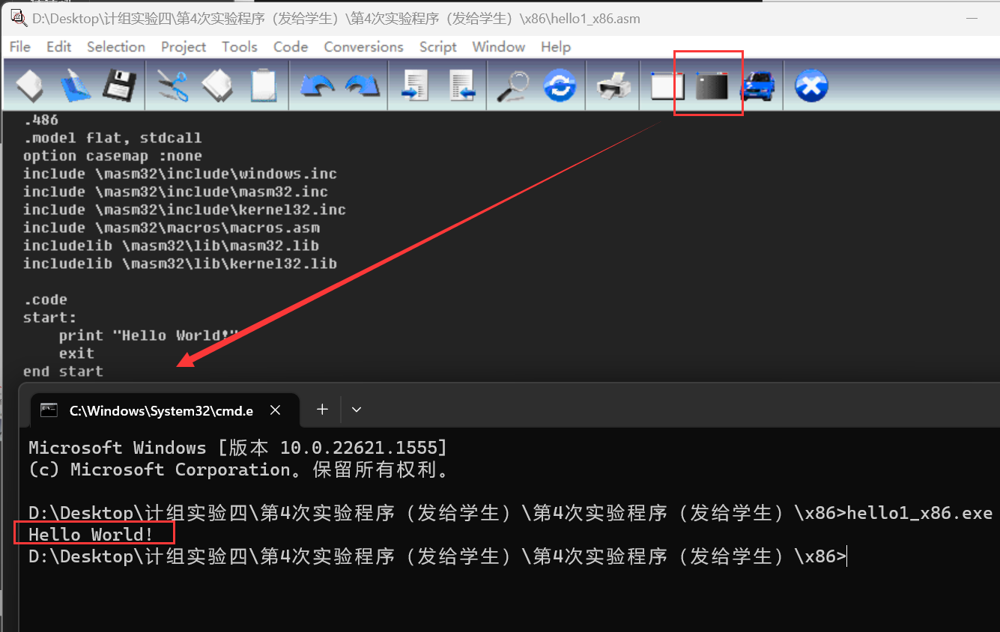 D:\Desktop\计组实验四\第4次实验程序（发给学生）\第4次实验程序（发给学生）\x86\hello1_x86.asm
File Edit Selection Project Tools Code Conversions Script Window Help
.486
.model flat, stdcall
option casemap :none
include \masm32\include\windows.inc
include \masm32\include\masm32.inc
include \masm32\include\kernel32.inc
include \masm32\macros\macros.asm
includelib \masm32\lib\masm32.lib
includelib \masm32\lib\kernel32.lib
.code
start:
print "Hello World!"
exit
end start
C:\Windows\System32\cmd.e
Microsoft Windows [版本 10.0.22621.1555]
(c) Microsoft Corporation。保留所有权利。
D:\Desktop\计组实验四\第4次实验程序（发给学生）\第4次实验程序（发给学生）\x86>hello1_x86.exe
Hello World!
D:\Desktop\计组实验四\第4次实验程序（发给学生）\第4次实验程序（发给学生）\x86>